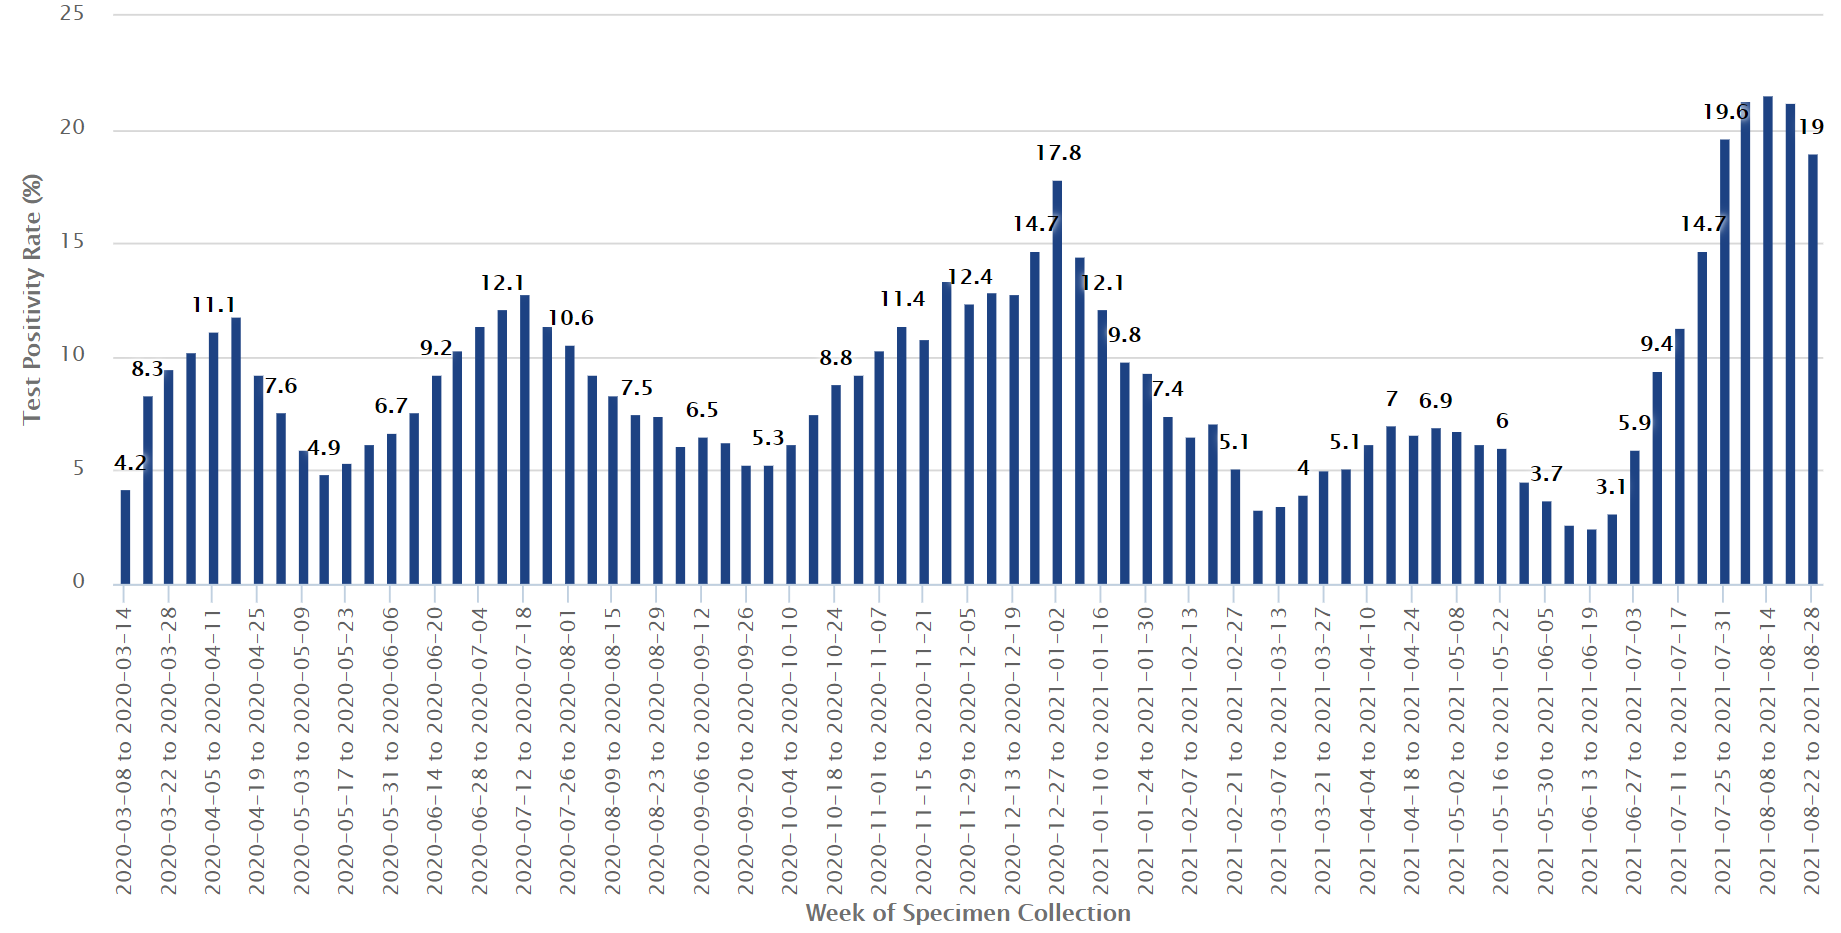 25
20
15
10
5
0
Test Positivity Rate (%)
4.2
8.3
11.1
7.6
4.9
6.7
9.2
12.1
10.6
7.5
6.5
5.3
8.8
11.4
12.4
14.7
17.8
12.1
9.8
7.4
5.1
4
5.1
7
6.9
6
3.7
3.1
5.9
9.4
14.7
19.6
19
2020-03-08 to 2020-03-14
2020-03-22 to 2020-03-28
2020-04-05 to 2020-04-11
2020-04-19 to 2020-04-25
2020-05-03 to 2020-05-09
2020-05-17 to 2020-05-23
2020-05-31 to 2020-06-06
2020-06-14 to 2020-06-20
2020-06-28 to 2020-07-04
2020-07-12 to 2020-07-18
2020-07-26 to 2020-08-01
2020-08-09 to 2020-08-15
2020-08-23 to 2020-08-29
2020-09-06 to 2020-09-12
2020-09-20 to 2020-09-26
2020-10-04 to 2020-10-10
2020-10-18 to 2020-10-24
2020-11-01 to 2020-11-07
2020-11-15 to 2020-11-21
2020-11-29 to 2020-12-05
2020-12-13 to 2020-12-19
2020-12-27 to 2021-01-02
2021-01-10 to 2021-01-16
2021-01-24 to 2021-01-30
2021-02-07 to 2021-02-13
2021-02-21 to 2021-02-27
2021-03-07 to 2021-03-13
2021-03-21 to 2021-03-27
2021-04-04 to 2021-04-10
2021-04-18 to 2021-04-24
2021-05-02 to 2021-05-08
2021-05-16 to 2021-05-22
2021-05-30 to 2021-06-05
2021-06-13 to 2021-06-19
2021-06-27 to 2021-07-03
2021-07-11 to 2021-07-17
2021-07-25 to 2021-07-31
2021-08-08 to 2021-08-14
2021-08-22 to 2021-08-28
Week of Specimen Collection